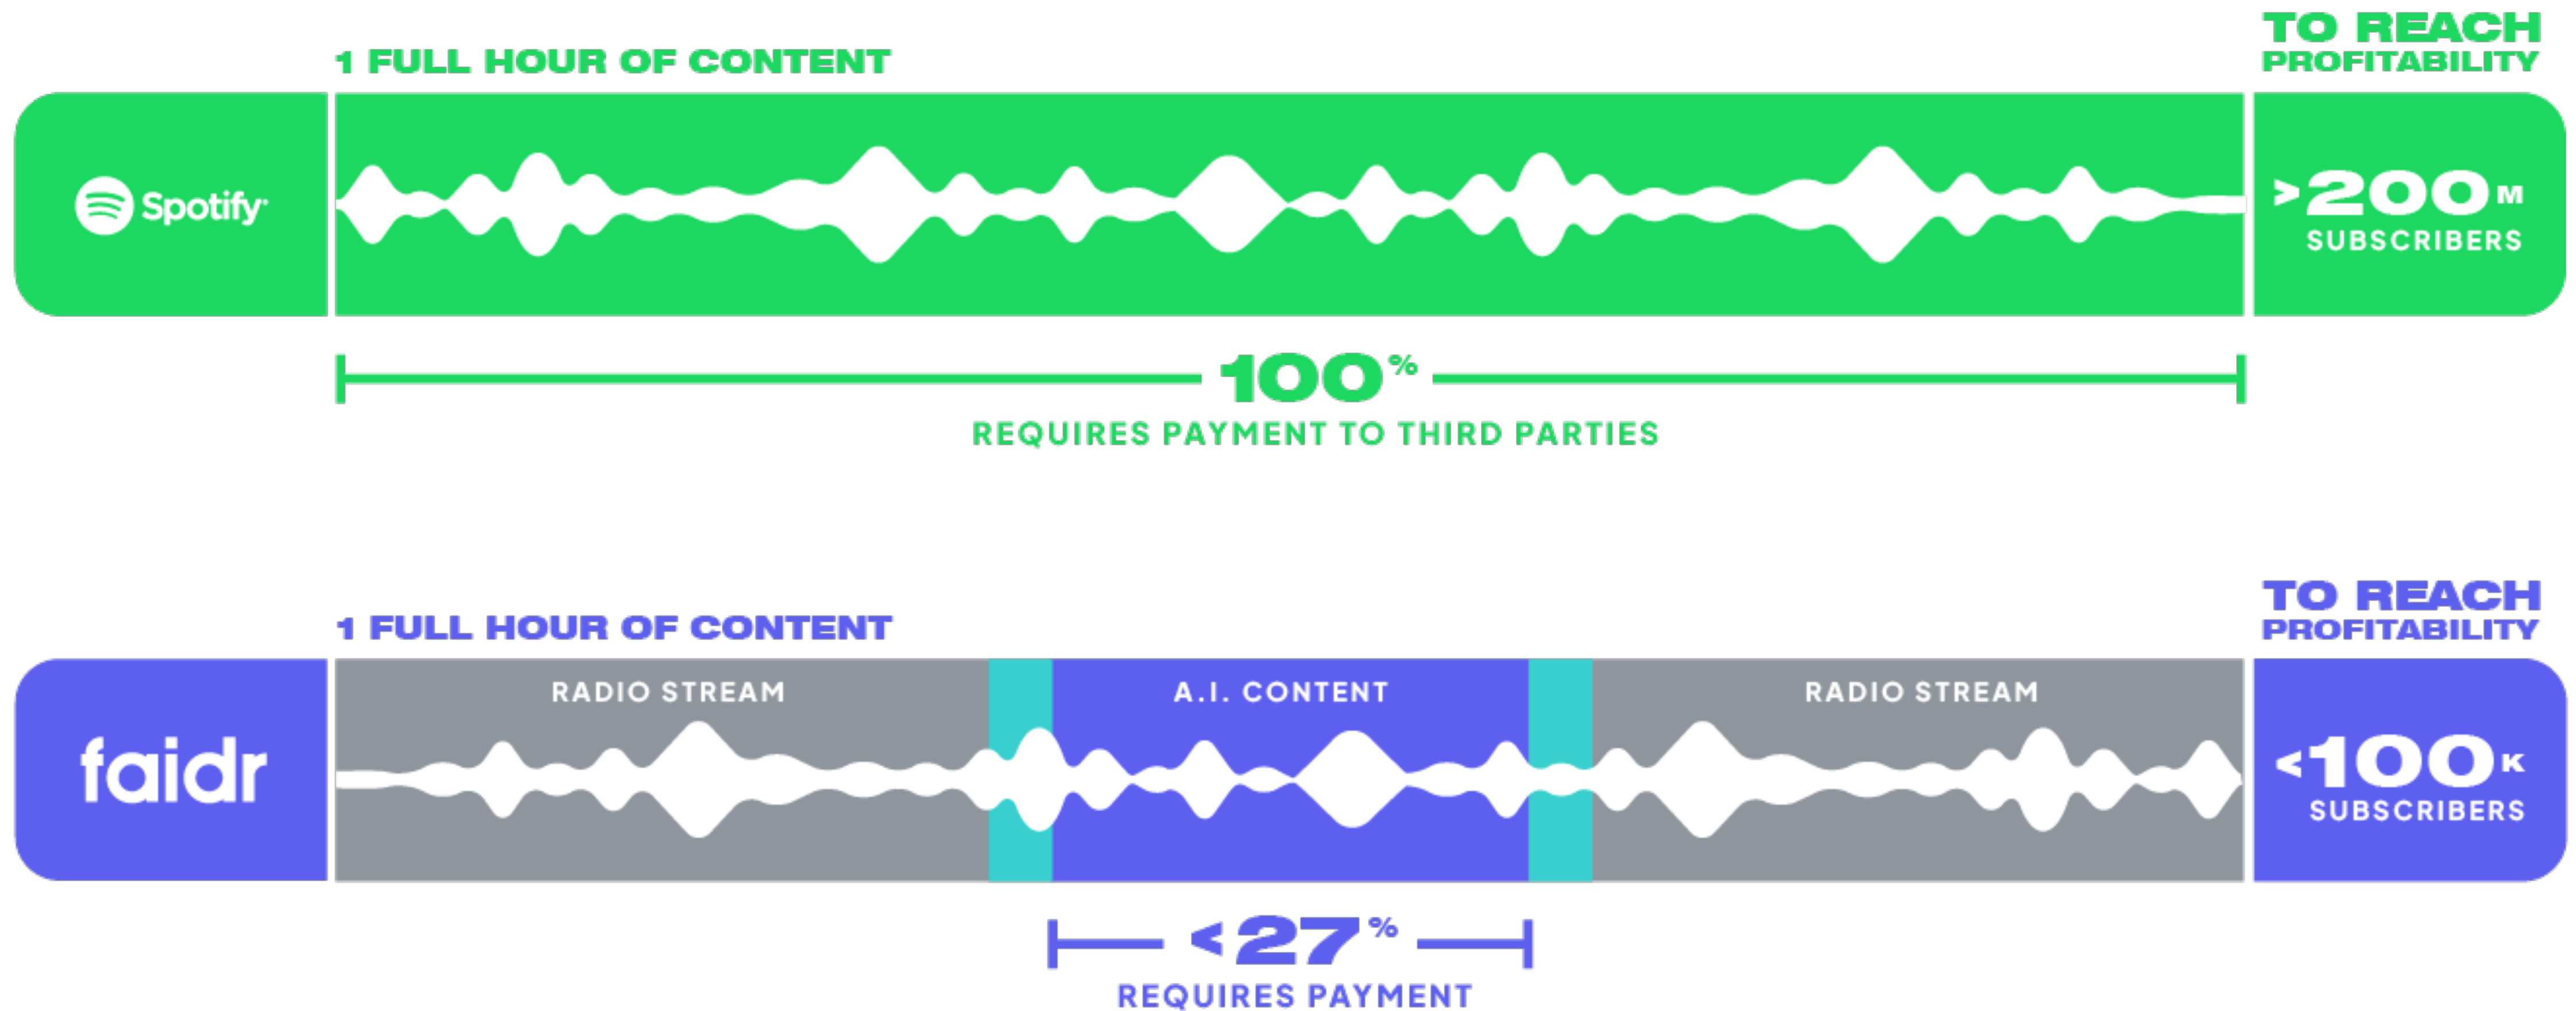 1 FULL HOUR OF CONTENT
TO REACH
PROFITABILITY
Spotify
>200M
SUBSCRIBERS
100%
REQUIRES PAYMENT TO THIRD PARTIES
1 FULL HOUR OF CONTENT
TO REACH
PROFITABILITY
faidr
RADIO STREAM
A.I. CONTENT
RADIO STREAM
<100K
SUBSCRIBERS
<27%
REQUIRES PAYMENT